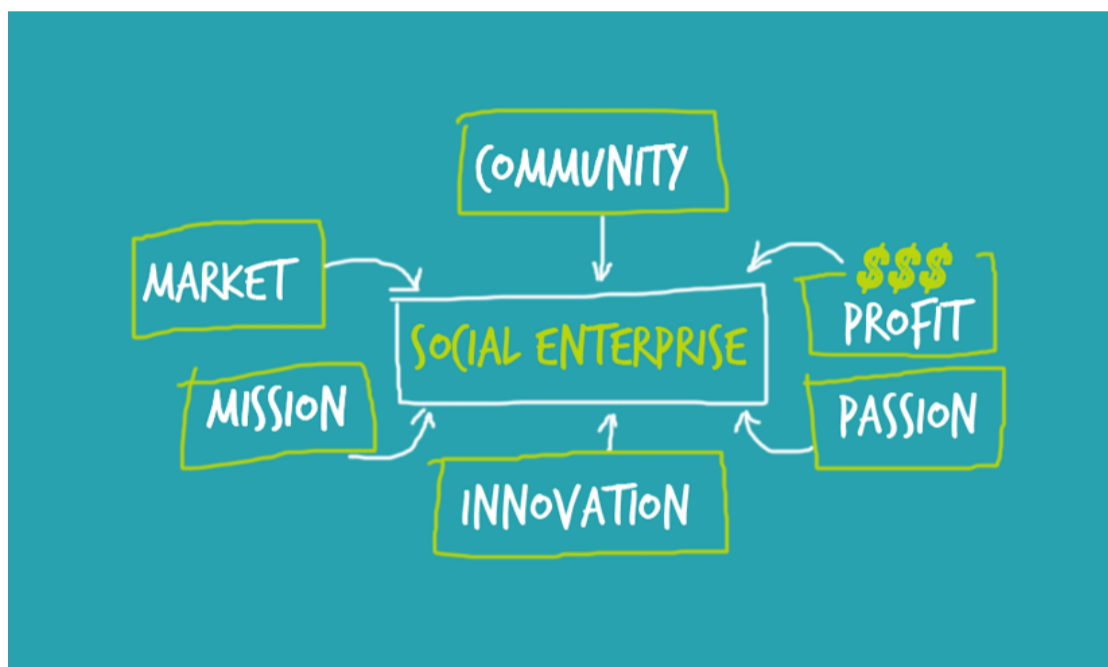 COMMUNITY
MARKET
$$$
PROFIT
SOCIAL ENTERPRISE
MISSION
PASSION
INNOVATION